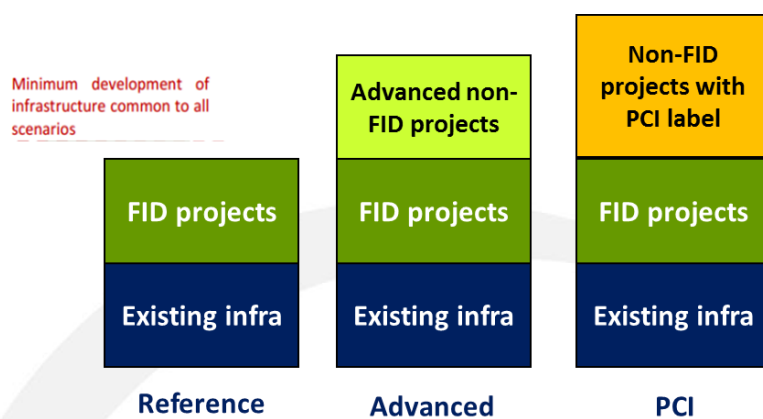 Minimum development of
infrastructure common to all
scenarios
FID projects
Existing infra
Reference
Advanced non-
FID projects
FID projects
Existing infra
Advanced
Non-FID
projects with
PCI label
FID projects
Existing infra
PCI